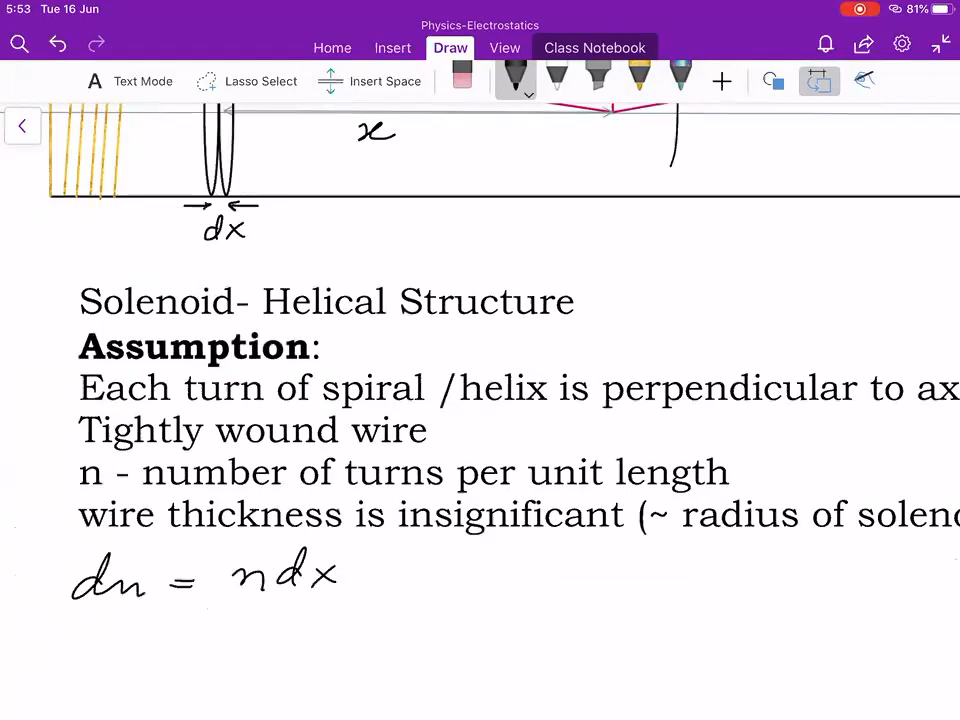 5:53 Tue 16 Jun 81%
Physics-Electrostatics
Home Insert Draw View Class Notebook
A Text Mode Lasso Select Insert Space
x
dx
Solenoid- Helical Structure
Assumption:
Each turn of spiral /helix is perpendicular to ax
Tightly wound wire
n - number of turns per unit length
wire thickness is insignificant (~ radius of soleno
dn = ndx